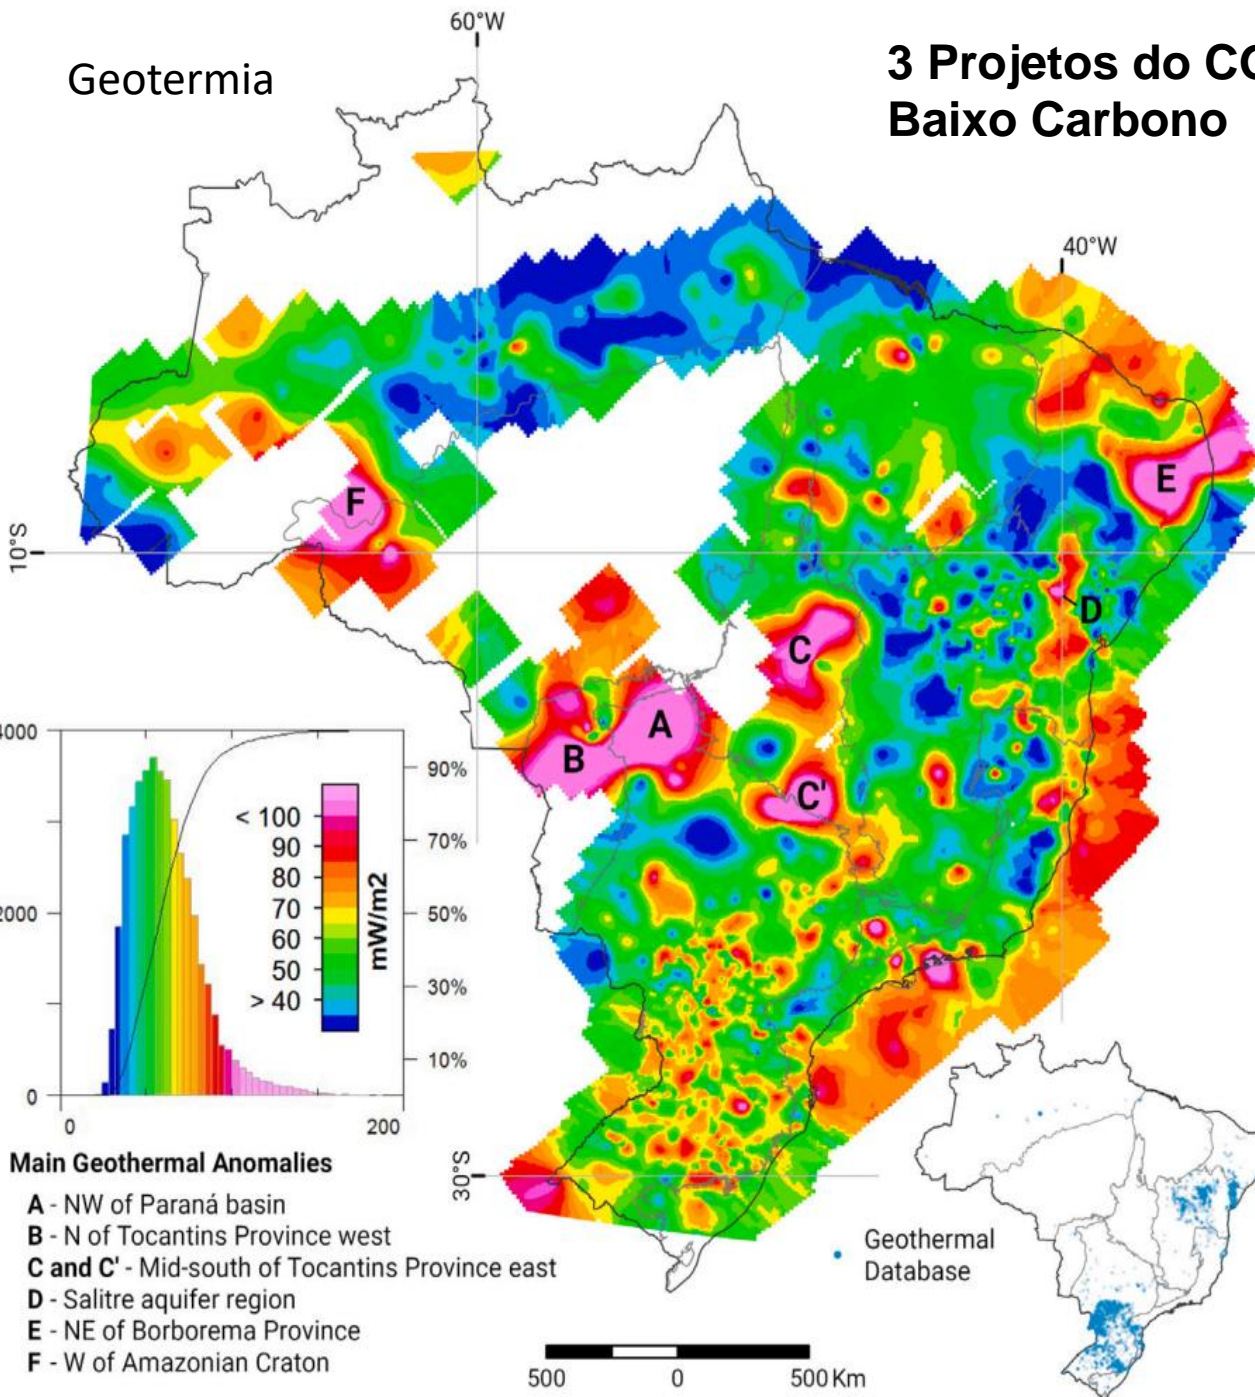 60°W
Geotermia
3 Projetos do
Baixo Carbono
40°W
10°S
F
E
D
C
A
B
C'
4000
2000
0
0
200
90%
70%
50%
30%
10%
< 100
90
80
70
60
50
> 40
mW/m2
30°S
Main Geothermal Anomalies
A - NW of Paraná basin
B - N of Tocantins Province west
C and C' - Mid-south of Tocantins Province east
D - Salitre aquifer region
E - NE of Borborema Province
F - W of Amazonian Craton
Geothermal
Database
500
0
500 Km